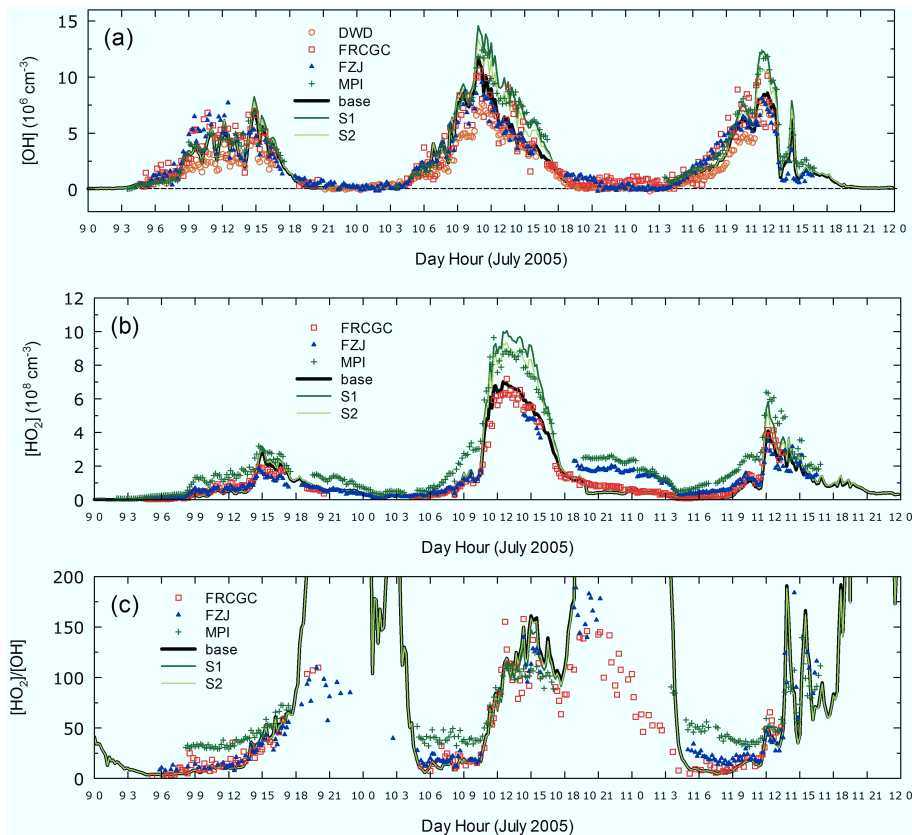 (a)
[OH] (10⁶ cm⁻³)
15
10
5
0
DWD
FRCGC
FZJ
MPI
base
S1
S2
9 0 9 3 9 6 9 9 9 12 9 15 9 18 9 21 10 0 10 3 10 6 10 9 10 12 10 15 10 18 10 21 11 0 11 3 11 6 11 9 11 12 11 15 11 18 11 21 12 0
Day Hour (July 2005)
(b)
[HO₂] (10⁸ cm⁻³)
12
10
8
6
4
2
0
FRCGC
FZJ
MPI
base
S1
S2
9 0 9 3 9 6 9 9 9 12 9 15 9 18 9 21 10 0 10 3 10 6 10 9 10 12 10 15 10 18 10 21 11 0 11 3 11 6 11 9 11 12 11 15 11 18 11 21 12 0
Day Hour (July 2005)
(c)
[HO₂]/[OH]
200
150
100
50
0
FRCGC
FZJ
MPI
base
S1
S2
9 0 9 3 9 6 9 9 9 12 9 15 9 18 9 21 10 0 10 3 10 6 10 9 10 12 10 15 10 18 10 21 11 0 11 3 11 6 11 9 11 12 11 15 11 18 11 21 12 0
Day Hour (July 2005)